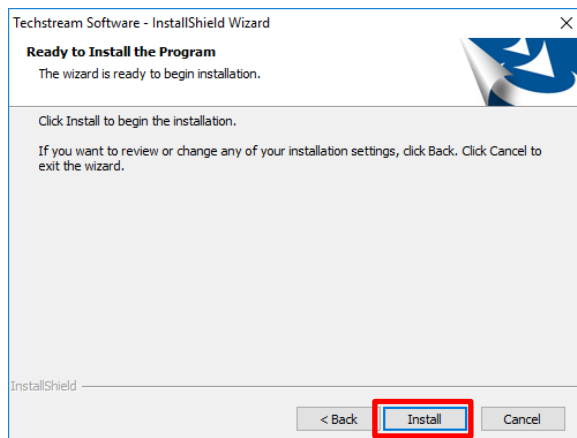 Techstream Software - InstallShield Wizard
Ready to Install the Program
The wizard is ready to begin installation.
Click Install to begin the installation.
If you want to review or change any of your installation settings, click Back. Click Cancel to
exit the wizard.
InstallShield
< Back
Install
Cancel